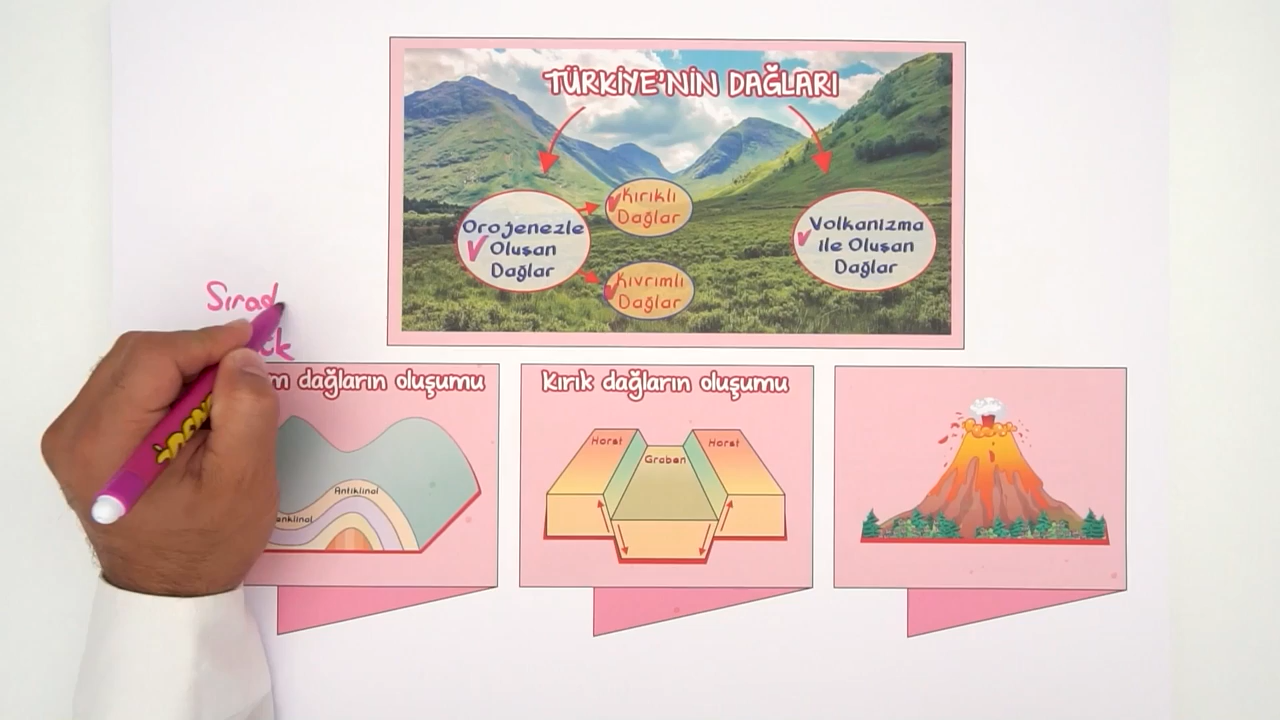 TÜRKİYE'NİN DAĞLARI
Orojenezle
Oluşan
Dağlar
Kırıklı
Dağlar
Kıvrımlı
Dağlar
Volkanizma
ile Oluşan
Dağlar
Sırad
dağların oluşumu
Antiklinal
Kırık dağların oluşumu
Horst
Graben
Horst